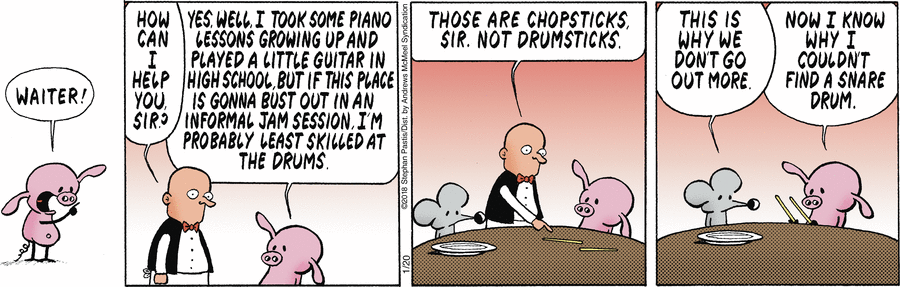 WAITER!
HOW
CAN
I
HELP
YOU,
SIR?
YES, WELL, I TOOK SOME PIANO
LESSONS GROWING UP AND
PLAYED A LITTLE GUITAR IN
HIGH SCHOOL, BUT IF THIS PLACE
IS GONNA BUST OUT IN AN
INFORMAL JAM SESSION, I'M
PROBABLY LEAST SKILLED AT
THE DRUMS.
©2018 Stephan Pastis/Dist. by Andrews McMeel Syndication
1/20
THOSE ARE CHOPSTICKS,
SIR. NOT DRUMSTICKS.
THIS IS
WHY WE
DON'T GO
OUT MORE.
NOW I KNOW
WHY I
COULDN'T
FIND A SNARE
DRUM.